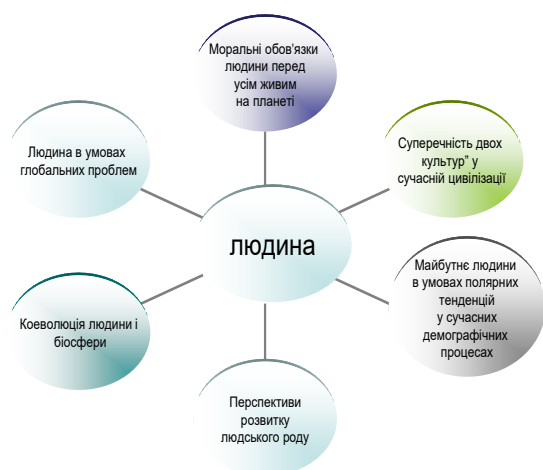 Моральні обов'язки
людини перед
усім живим
на планеті
Людина в умовах
глобальних проблем
Суперечність двох
культур" у
сучасній цивілізації
людина
Майбутнє людини
в умовах полярних
тенденцій
у сучасних
демографічних
процесах
Коеволюція людини і
біосфери
Перспективи
розвитку
людського роду